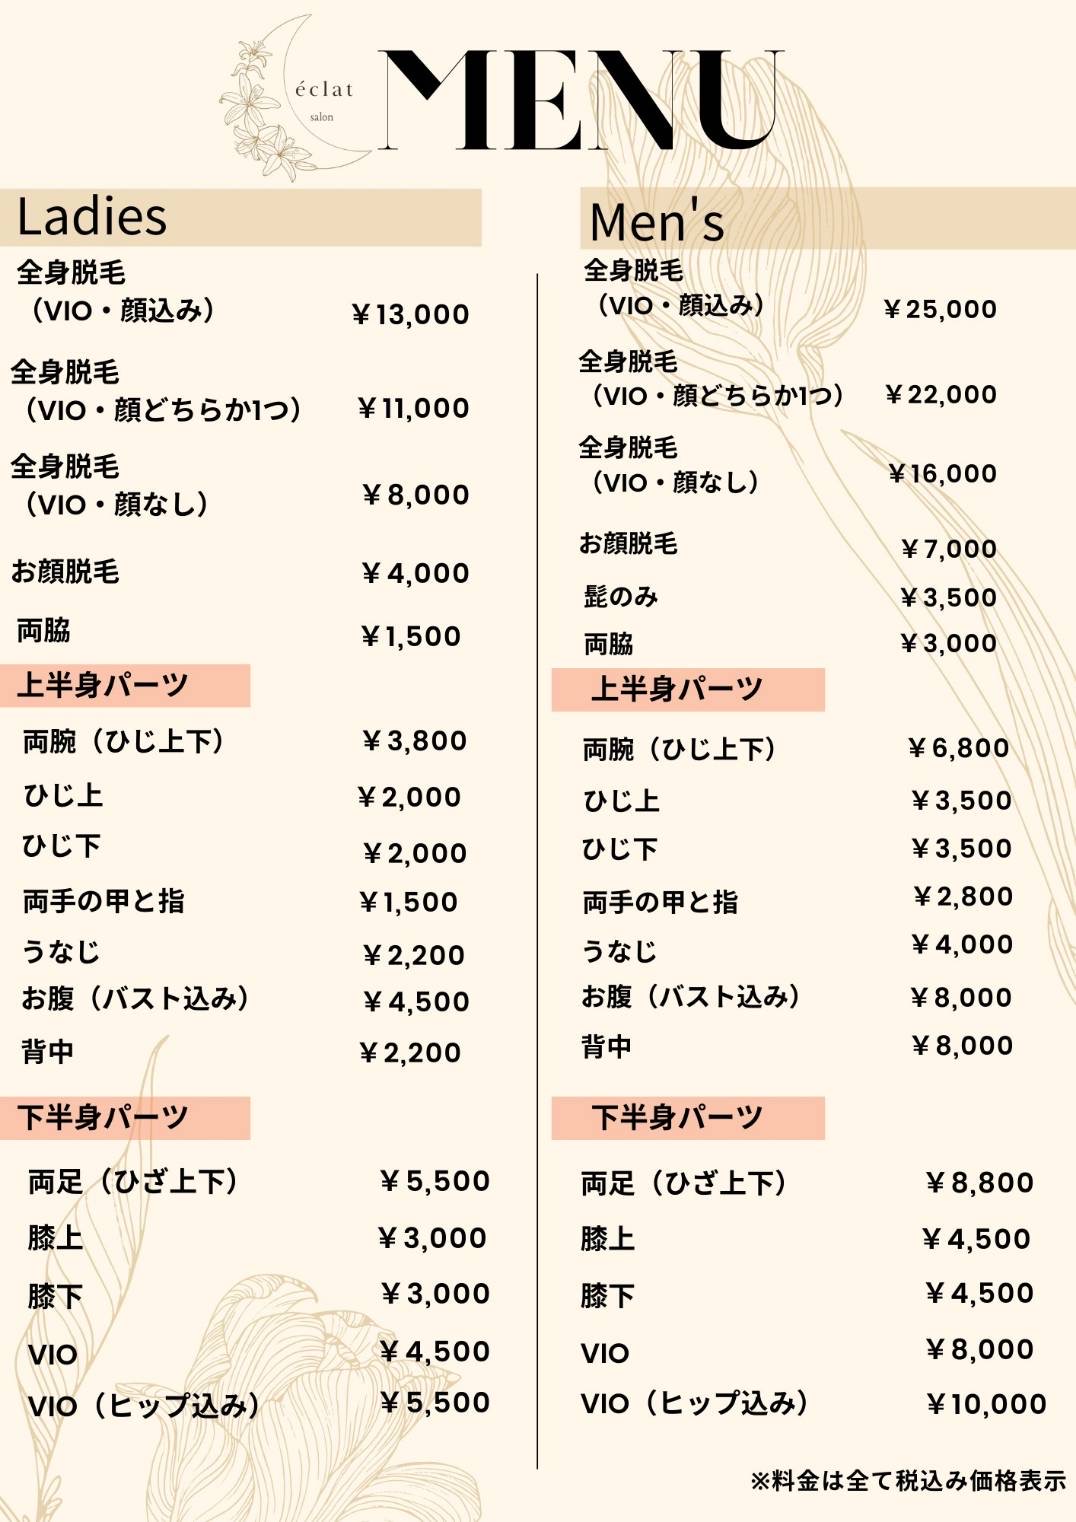 éclat
salon
MENU
Ladies
全身脱毛
（VIO・顔込み） ￥13,000
全身脱毛
（VIO・顔どちらか1つ） ￥11,000
全身脱毛
（VIO・顔なし） ￥8,000
お顔脱毛 ￥4,000
両脇 ￥1,500
上半身パーツ
両腕（ひじ上下） ￥3,800
ひじ上 ￥2,000
ひじ下 ￥2,000
両手の甲と指 ￥1,500
うなじ ￥2,200
お腹（バスト込み） ￥4,500
背中 ￥2,200
下半身パーツ
両足（ひざ上下） ￥5,500
膝上 ￥3,000
膝下 ￥3,000
VIO ￥4,500
VIO（ヒップ込み） ￥5,500
Men's
全身脱毛
（VIO・顔込み） ￥25,000
全身脱毛
（VIO・顔どちらか1つ） ￥22,000
全身脱毛
（VIO・顔なし） ￥16,000
お顔脱毛 ￥7,000
髭のみ ￥3,500
両脇 ￥3,000
上半身パーツ
両腕（ひじ上下） ￥6,800
ひじ上 ￥3,500
ひじ下 ￥3,500
両手の甲と指 ￥2,800
うなじ ￥4,000
お腹（バスト込み） ￥8,000
背中 ￥8,000
下半身パーツ
両足（ひざ上下） ￥8,800
膝上 ￥4,500
膝下 ￥4,500
VIO ￥8,000
VIO（ヒップ込み） ￥10,000
※料金は全て税込み価格表示